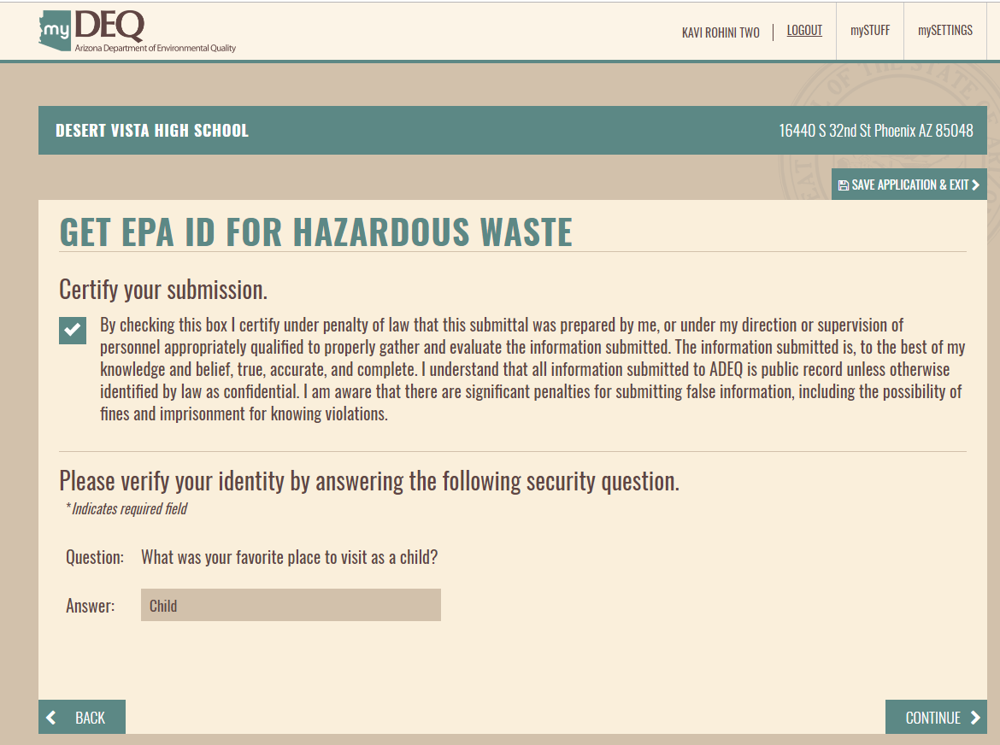 my DEQ
Arizona Department of Environmental Quality
KAVI ROHINI TWO
LOGOUT
mySTUFF
mySETTINGS
OF THE STATE OF
DESERT VISTA HIGH SCHOOL
16440 S 32nd St Phoenix AZ 85048
SAVE APPLICATION & EXIT
GET EPA ID FOR HAZARDOUS WASTE
Certify your submission.
By checking this box I certify under penalty of law that this submittal was prepared by me, or under my direction or supervision of
personnel appropriately qualified to properly gather and evaluate the information submitted. The information submitted is, to the best of my
knowledge and belief, true, accurate, and complete. I understand that all information submitted to ADEQ is public record unless otherwise
identified by law as confidential. I am aware that there are significant penalties for submitting false information, including the possibility of
fines and imprisonment for knowing violations.
Please verify your identity by answering the following security question.
*Indicates required field
Question: What was your favorite place to visit as a child?
Answer: Child
BACK
CONTINUE